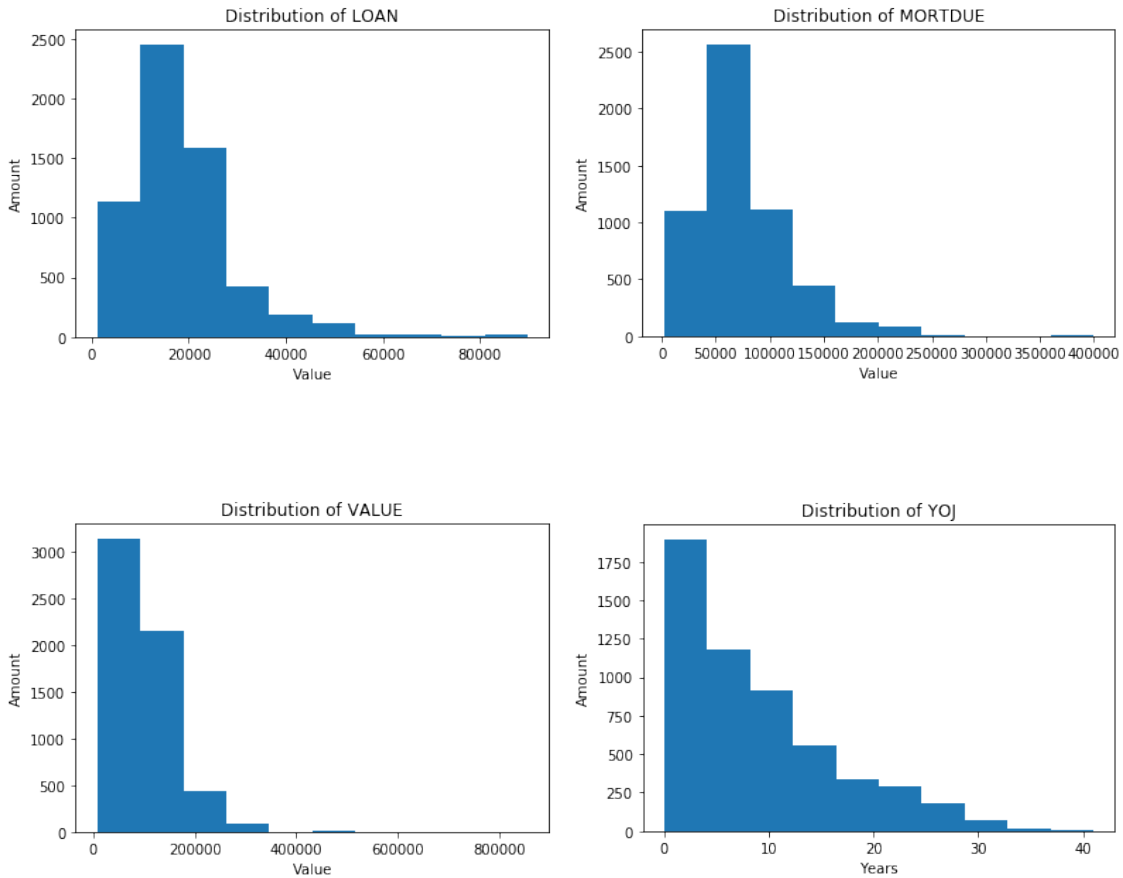 Distribution of LOAN
2500
2000
1500
1000
500
0
Amount
0 20000 40000 60000 80000
Value
Distribution of MORTDUE
2500
2000
1500
1000
500
0
Amount
0 50000 100000 150000 200000 250000 300000 350000 400000
Value
Distribution of VALUE
3000
2500
2000
1500
1000
500
0
Amount
0 200000 400000 600000 800000
Value
Distribution of YOJ
1750
1500
1250
1000
750
500
250
0
Amount
0 10 20 30 40
Years